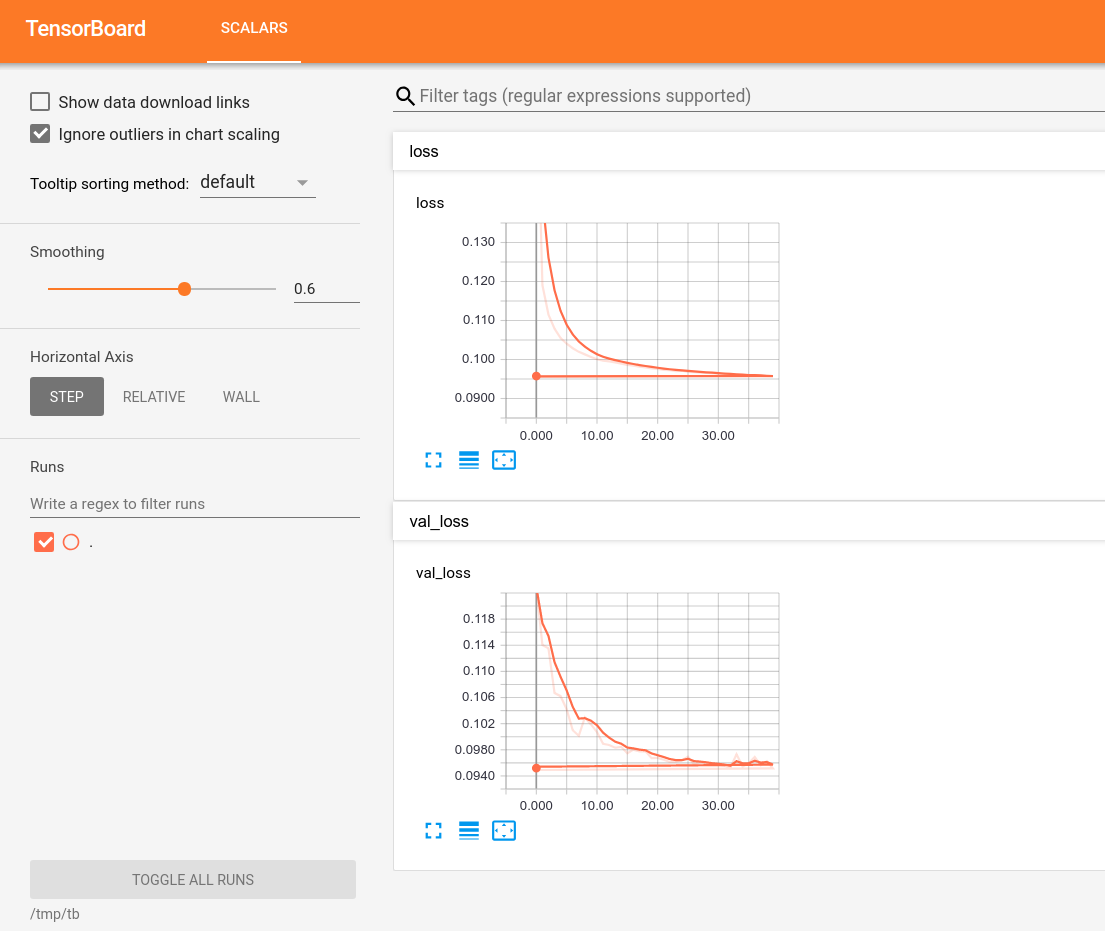 TensorBoard
SCALARS
Show data download links
Ignore outliers in chart scaling
Tooltip sorting method: default
Smoothing
0.6
Horizontal Axis
STEP RELATIVE WALL
Runs
Write a regex to filter runs
.
TOGGLE ALL RUNS
/tmp/tb
Filter tags (regular expressions supported)
loss
loss
0.130
0.120
0.110
0.100
0.0900
0.000 10.00 20.00 30.00
val_loss
val_loss
0.118
0.114
0.110
0.106
0.102
0.0980
0.0940
0.000 10.00 20.00 30.00